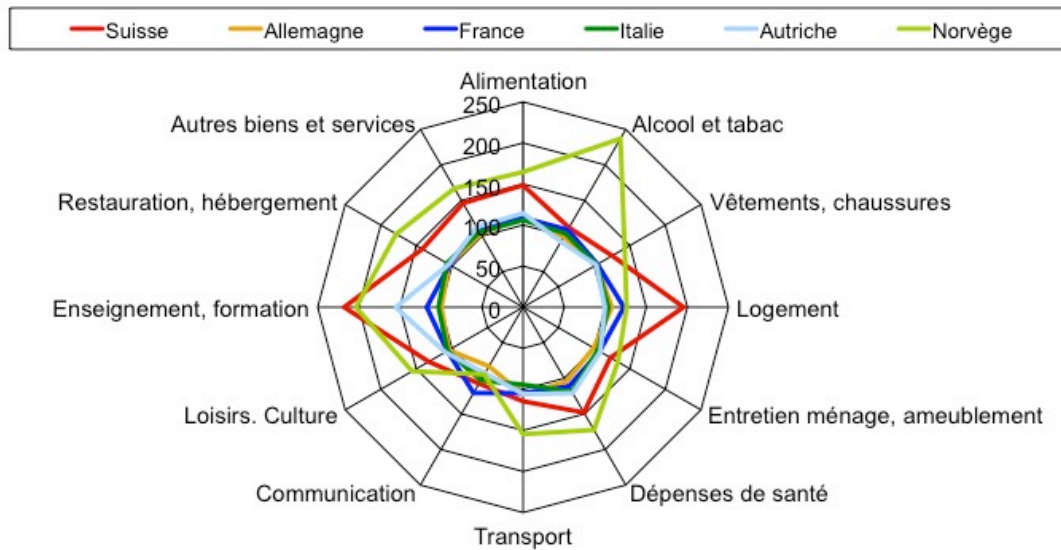 Suisse Allemagne France Italie Autriche Norvège
Alimentation
250
Autres biens et services
Alcool et tabac
200
Restauration, hébergement
150
Vêtements, chaussures
100
50
Enseignement, formation
0
Logement
Loisirs. Culture
Entretien ménage, ameublement
Communication
Dépenses de santé
Transport